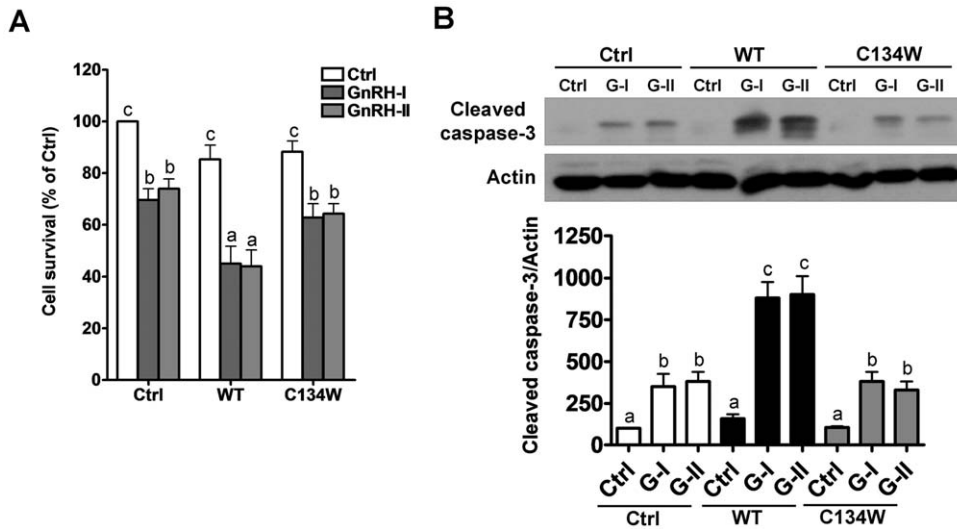 A
Cell survival (% of Ctrl)
120
100
80
60
40
20
0
Ctrl
GnRH-I
GnRH-II
c
b
b
c
a
a
c
b
b
Ctrl
WT
C134W
B
Ctrl
WT
C134W
Ctrl
G-I
G-II
Ctrl
G-I
G-II
Ctrl
G-I
G-II
Cleaved
caspase-3
Actin
Cleaved caspase-3/Actin
1250
1000
750
500
250
0
a
b
b
a
c
c
a
b
b
Ctrl
G-I
G-II
Ctrl
G-I
G-II
Ctrl
G-I
G-II
Ctrl
WT
C134W